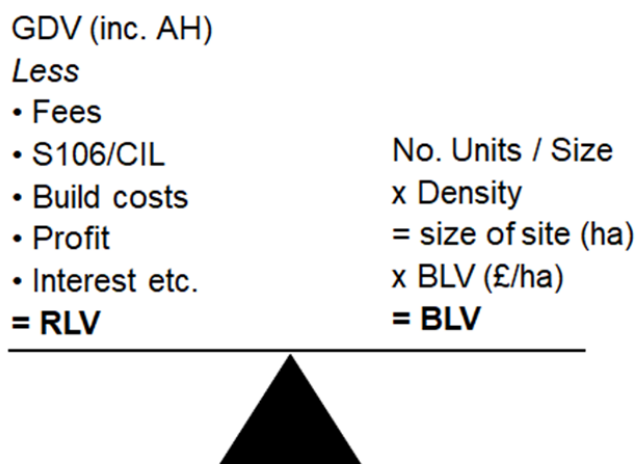 GDV (inc. AH)
Less
• Fees
• S106/CIL
• Build costs
• Profit
• Interest etc.
= RLV
No. Units / Size
x Density
= size of site (ha)
x BLV (£/ha)
= BLV